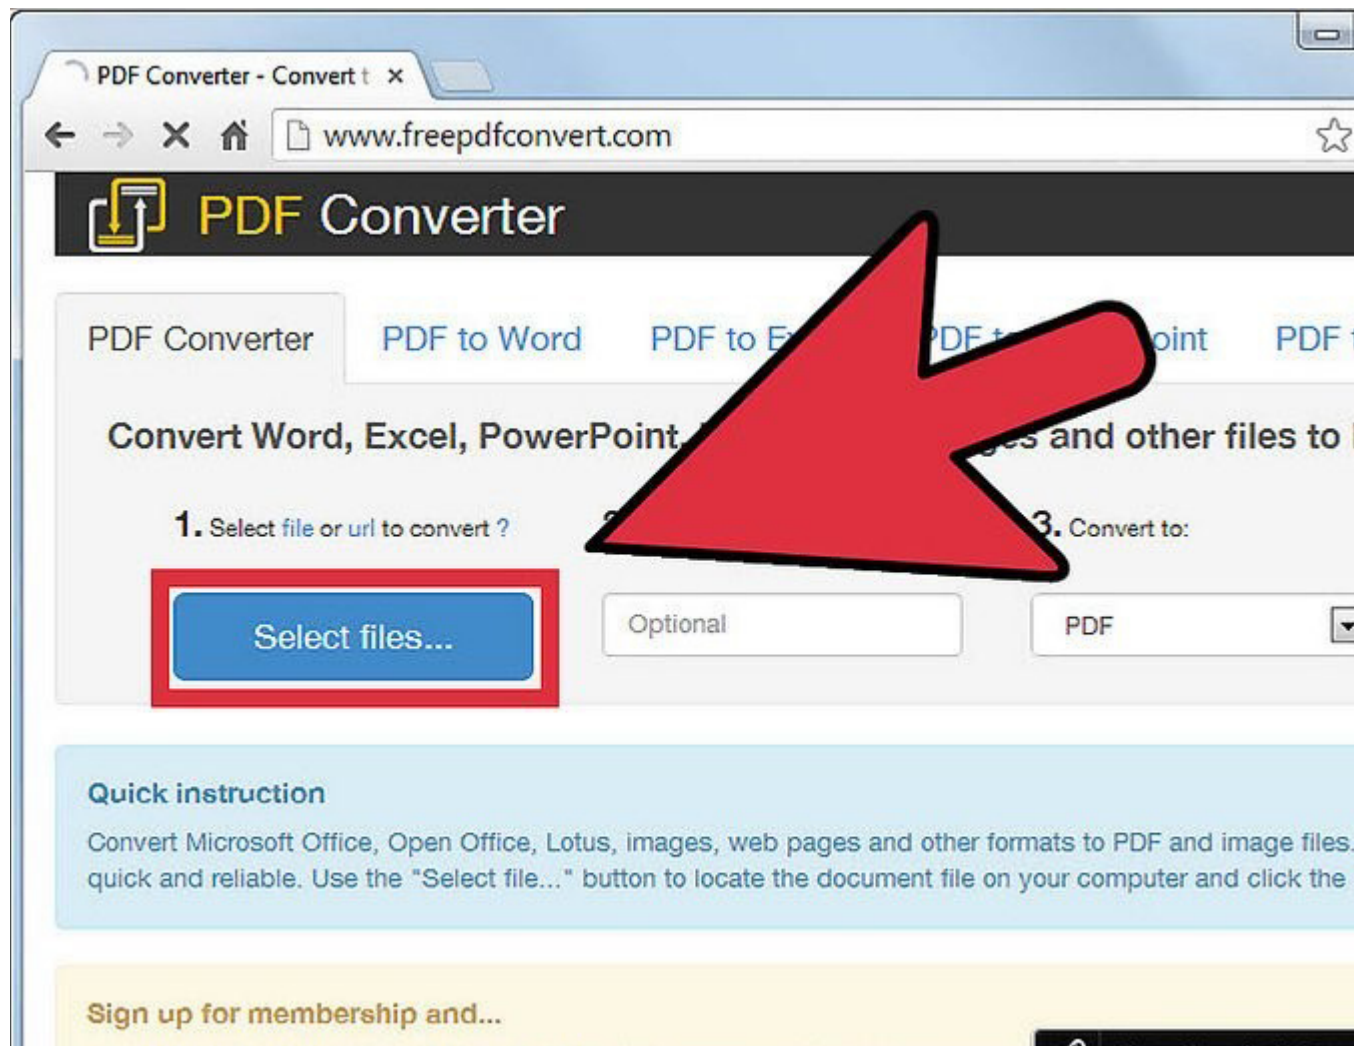 PDF Converter - Convert t
www.freepdfconvert.com
PDF Converter
PDF Converter PDF to Word PDF to PDF int PDF
Convert Word, Excel, PowerPoint, and other files to
1. Select file or url to convert ?
3. Convert to:
Select files...
Optional
PDF
Quick instruction
Convert Microsoft Office, Open Office, Lotus, images, web pages and other formats to PDF and image files.
quick and reliable. Use the "Select file..." button to locate the document file on your computer and click the
Sign up for membership and...